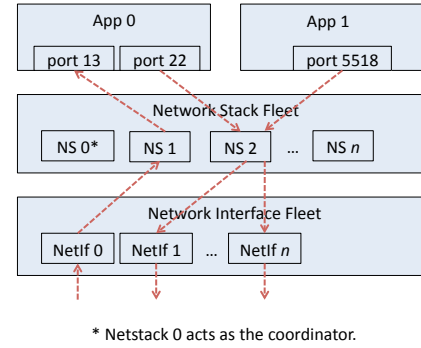 App 0 App 1
port 13 port 22 port 5518
Network Stack Fleet
NS 0* NS 1 NS 2 ... NS n
Network Interface Fleet
NetIf 0 NetIf 1 ... NetIf n
* Netstack 0 acts as the coordinator.